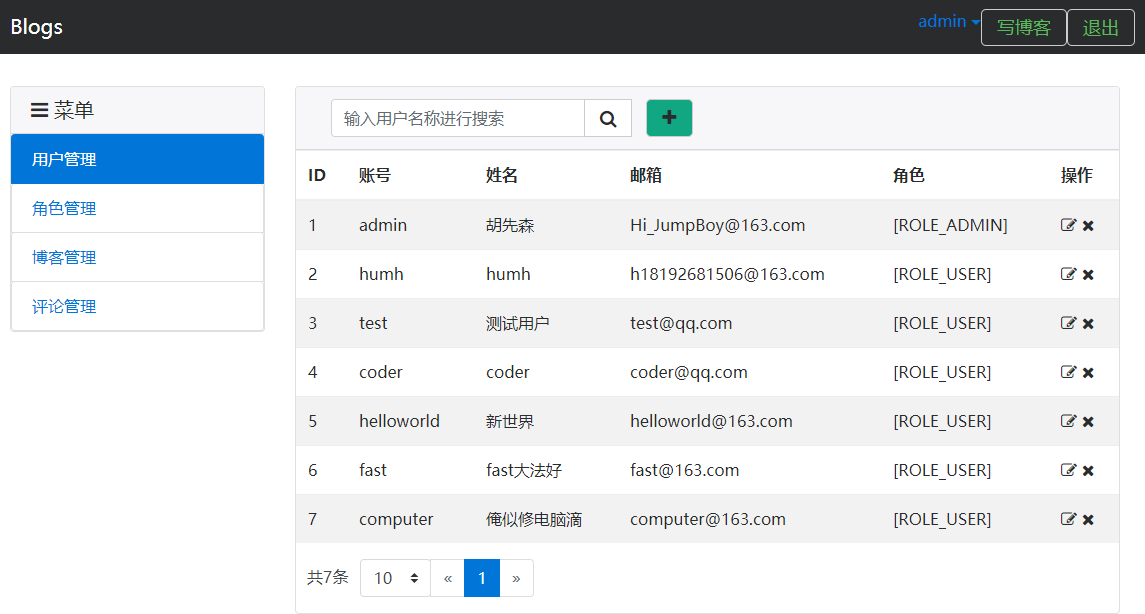 Blogs admin 写博客 退出
菜单
用户管理
角色管理
博客管理
评论管理
输入用户名称进行搜索
ID 账号 姓名 邮箱 角色 操作
1 admin 胡先森 Hi_JumpBoy@163.com [ROLE_ADMIN]
2 humh humh h18192681506@163.com [ROLE_USER]
3 test 测试用户 test@qq.com [ROLE_USER]
4 coder coder coder@qq.com [ROLE_USER]
5 helloworld 新世界 helloworld@163.com [ROLE_USER]
6 fast fast大法好 fast@163.com [ROLE_USER]
7 computer 俺似修电脑滴 computer@163.com [ROLE_USER]
共7条 10 « 1 »